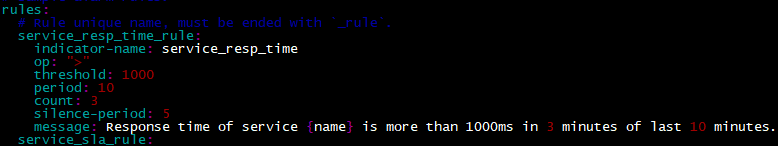 rules:
# Rule unique name, must be ended with `_rule`.
service_resp_time_rule:
indicator-name: service_resp_time
op: ">"
threshold: 1000
period: 10
count: 3
silence-period: 5
message: Response time of service {name} is more than 1000ms in 3 minutes of last 10 minutes.
service_sla_rule: